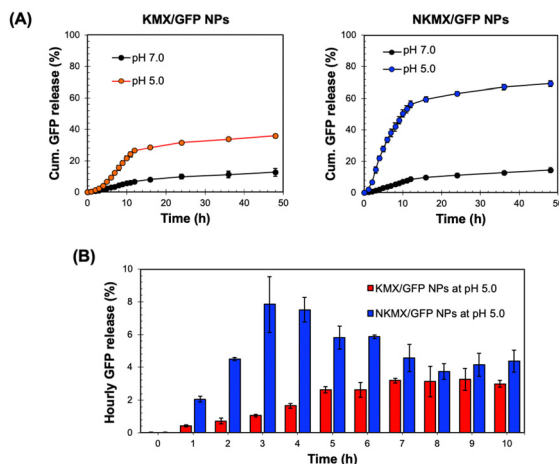 (A)
KMX/GFP NPs
NKMX/GFP NPs
Cum. GFP release (%)
100
80
60
40
20
0
pH 7.0
pH 5.0
0 10 20 30 40 50
Time (h)
Cum. GFP release (%)
100
80
60
40
20
0
pH 7.0
pH 5.0
0 10 20 30 40 50
Time (h)
(B)
Hourly GFP release (%)
10
8
6
4
2
0
KMX/GFP NPs at pH 5.0
NKMX/GFP NPs at pH 5.0
0 1 2 3 4 5 6 7 8 9 10
Time (h)